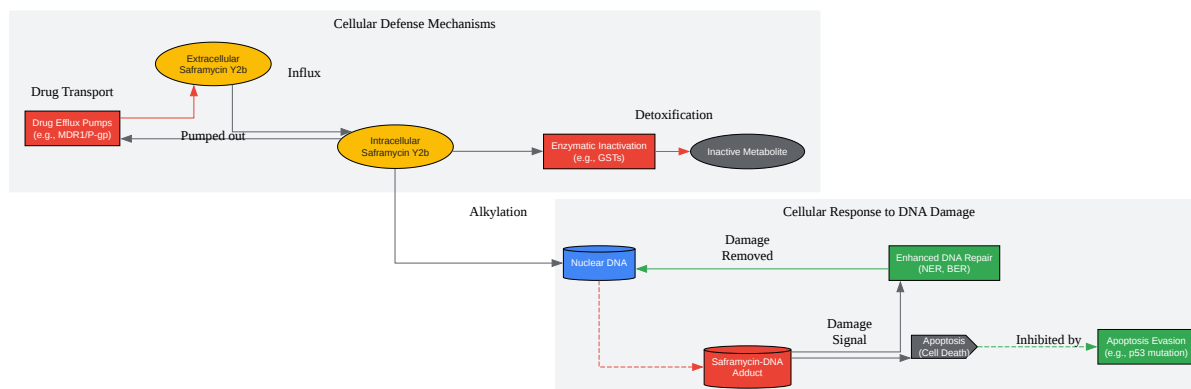 Cellular Defense Mechanisms
Extracellular
Saframycin Y2b
Influx
Drug Transport
Drug Efflux Pumps
(e.g., MDR1/P-gp)
Pumped out
Intracellular
Saframycin Y2b
Detoxification
Enzymatic Inactivation
(e.g., GSTs)
Inactive Metabolite
Alkylation
Cellular Response to DNA Damage
Nuclear DNA
Damage
Removed
Enhanced DNA Repair
(NER, BER)
Damage
Signal
Saframycin-DNA
Adduct
Apoptosis
(Cell Death)
Inhibited by
Apoptosis Evasion
(e.g., p53 mutation)